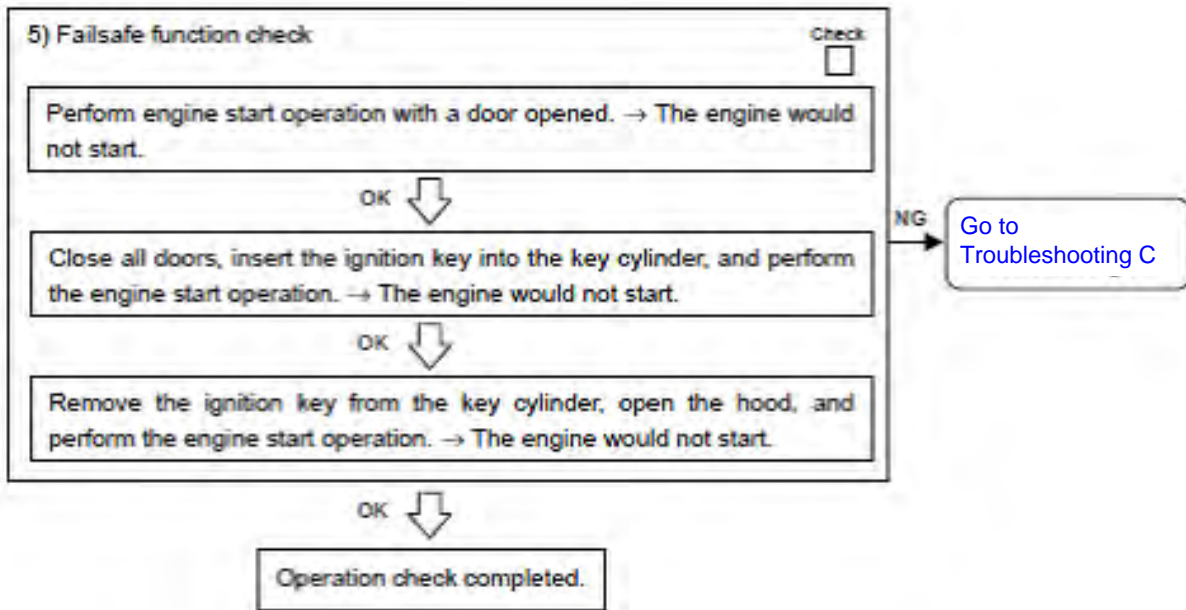 5) Failsafe function check
Check
Perform engine start operation with a door opened. → The engine would
not start.
OK
NG
Go to
Troubleshooting C
Close all doors, insert the ignition key into the key cylinder, and perform
the engine start operation. → The engine would not start.
OK
Remove the ignition key from the key cylinder, open the hood, and
perform the engine start operation. → The engine would not start.
OK
Operation check completed.